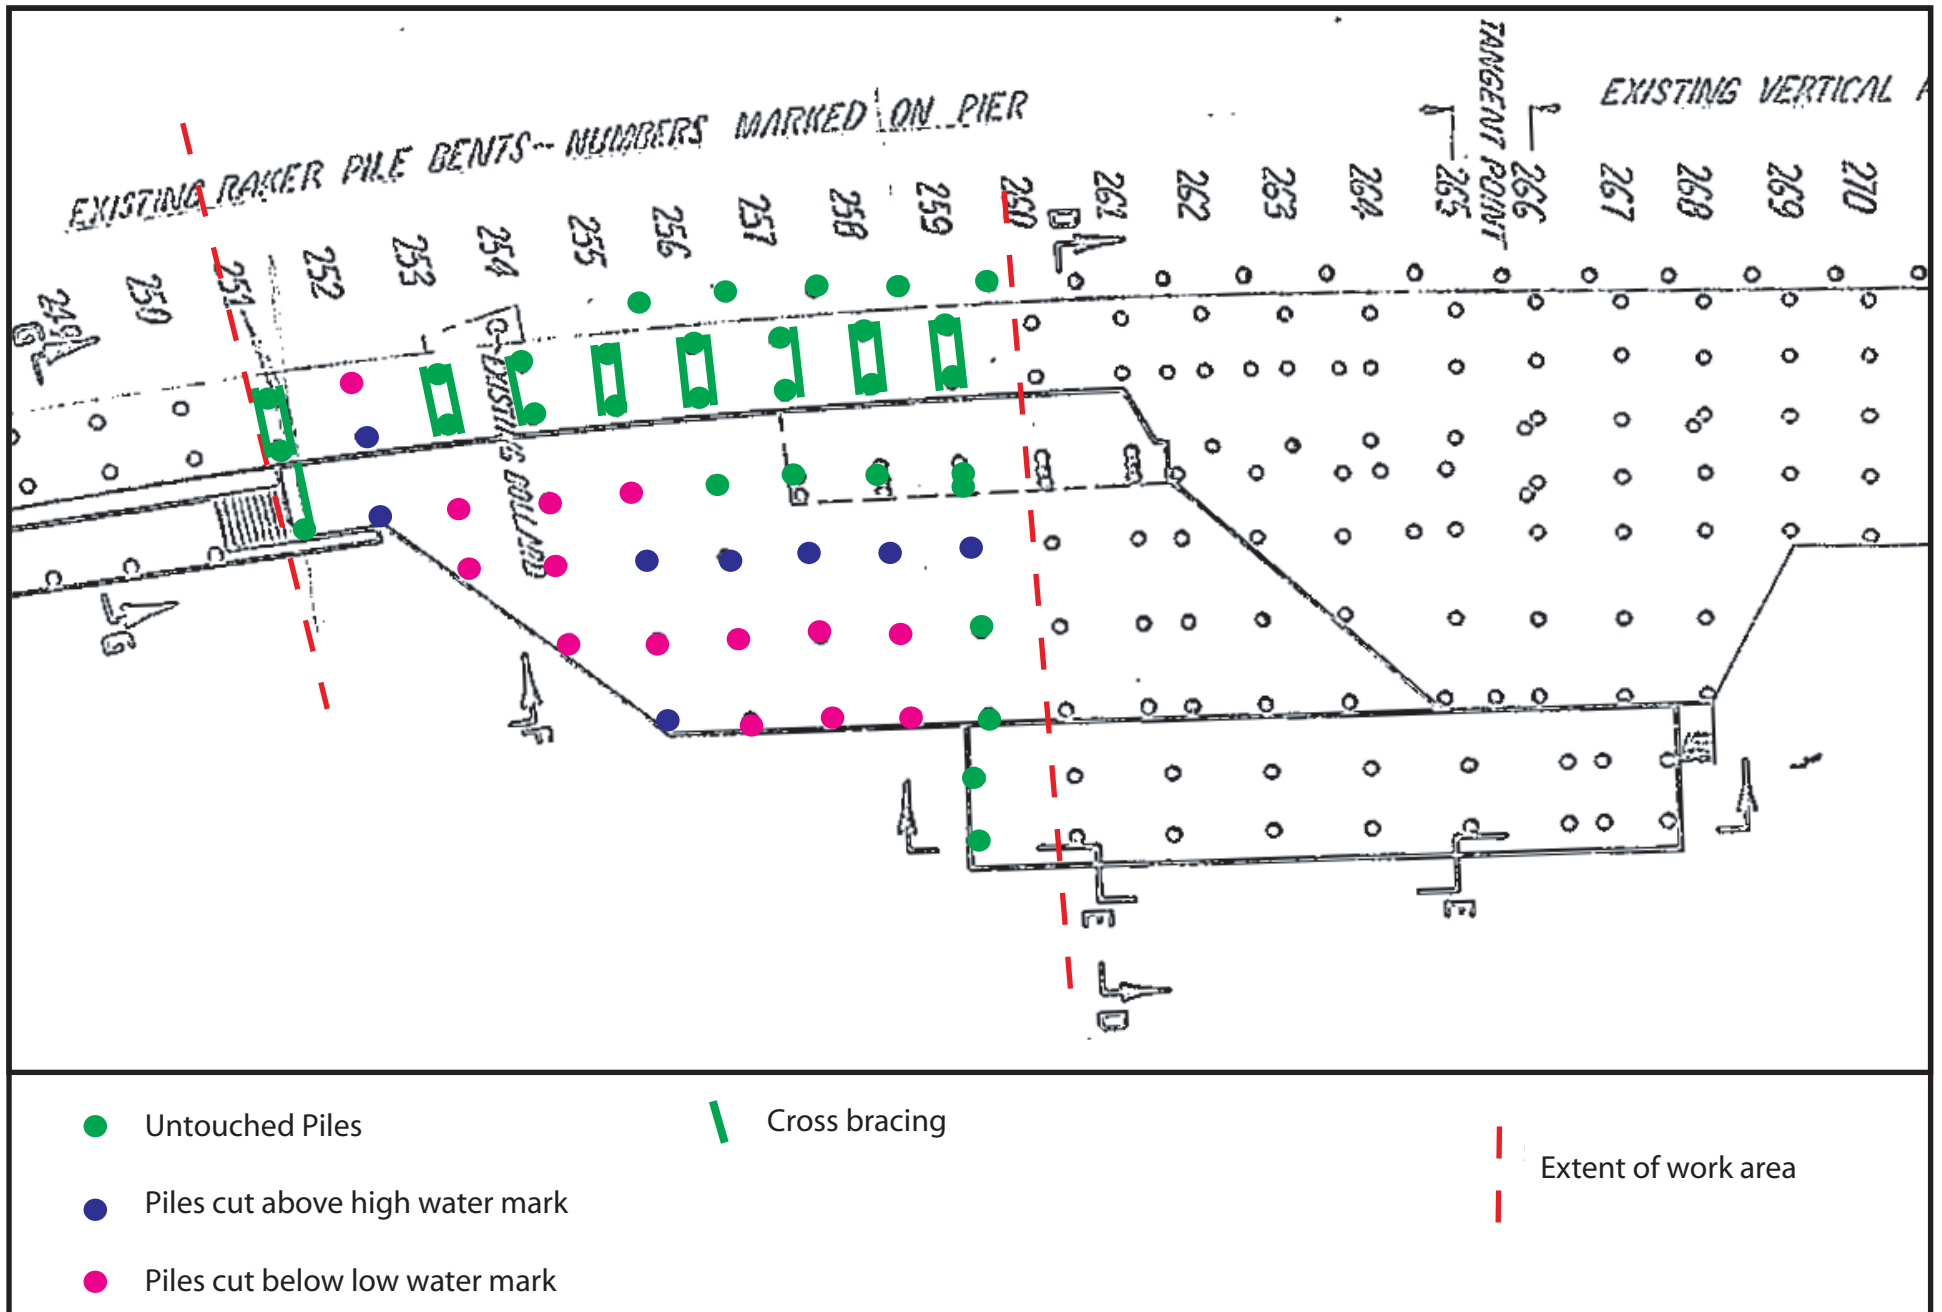 EXISTING RAKER PILE BENTS~ NUMBERS MARKED ON PIER
TANGENT POINT
EXISTING VERTICAL
249
250
251
252
253
254
255
256
257
258
259
260
261
262
263
264
265
266
267
268
269
270
D
G
EXISTING DOLLARD
G
F
E
E
D
Untouched Piles
Cross bracing
Extent of work area
Piles cut above high water mark
Piles cut below low water mark